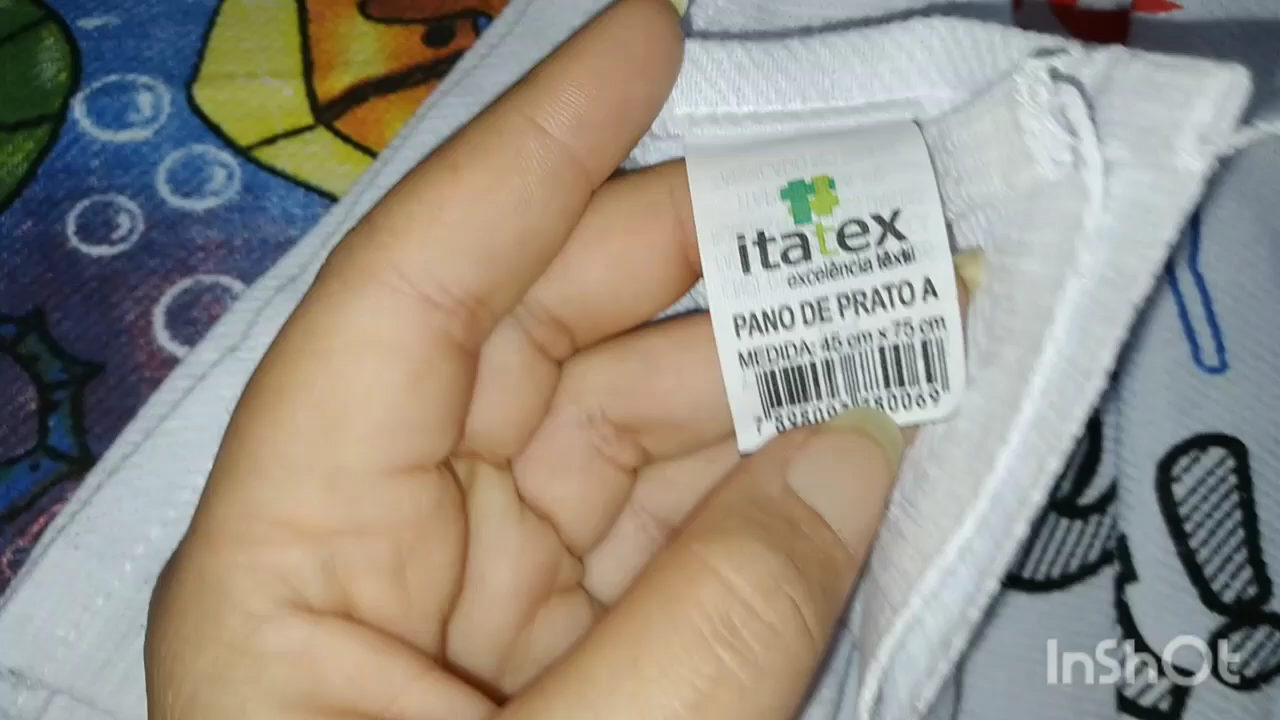 itatex
excelência têxtil
PANO DE PRATO A
MEDIDA: 45 cm x 75 cm
InShOt